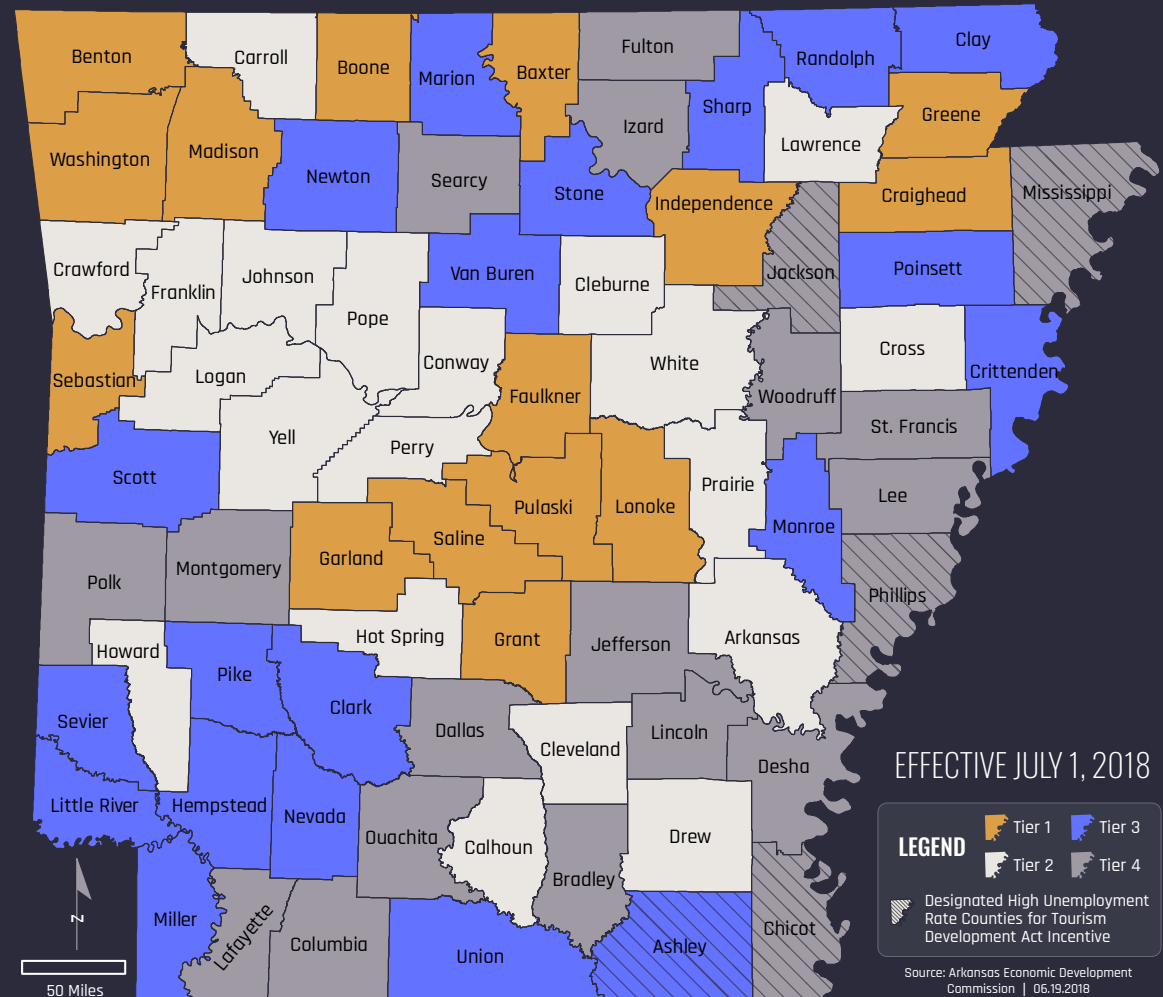 Benton
Carroll
Boone
Marion
Baxter
Fulton
Randolph
Clay
Sharp
Izard
Greene
Lawrence
Washington
Madison
Newton
Searcy
Stone
Independence
Craighead
Mississippi
Crawford
Franklin
Johnson
Pope
Van Buren
Cleburne
Jackson
Poinsett
Sebastian
Logan
Conway
Faulkner
White
Woodruff
Cross
Crittenden
Yell
Perry
St. Francis
Scott
Pulaski
Lonoke
Prairie
Monroe
Lee
Polk
Montgomery
Garland
Saline
Phillips
Howard
Hot Spring
Grant
Jefferson
Arkansas
Pike
Clark
Sevier
Dallas
Cleveland
Lincoln
Desha
Little River
Hempstead
Nevada
Ouachita
Calhoun
Bradley
Drew
Miller
Lafayette
Columbia
Union
Ashley
Chicot
EFFECTIVE JULY 1, 2018
LEGEND
Tier 1
Tier 3
Tier 2
Tier 4
Designated High Unemployment
Rate Counties for Tourism
Development Act Incentive
Source: Arkansas Economic Development
Commission | 06.19.2018
N
50 Miles